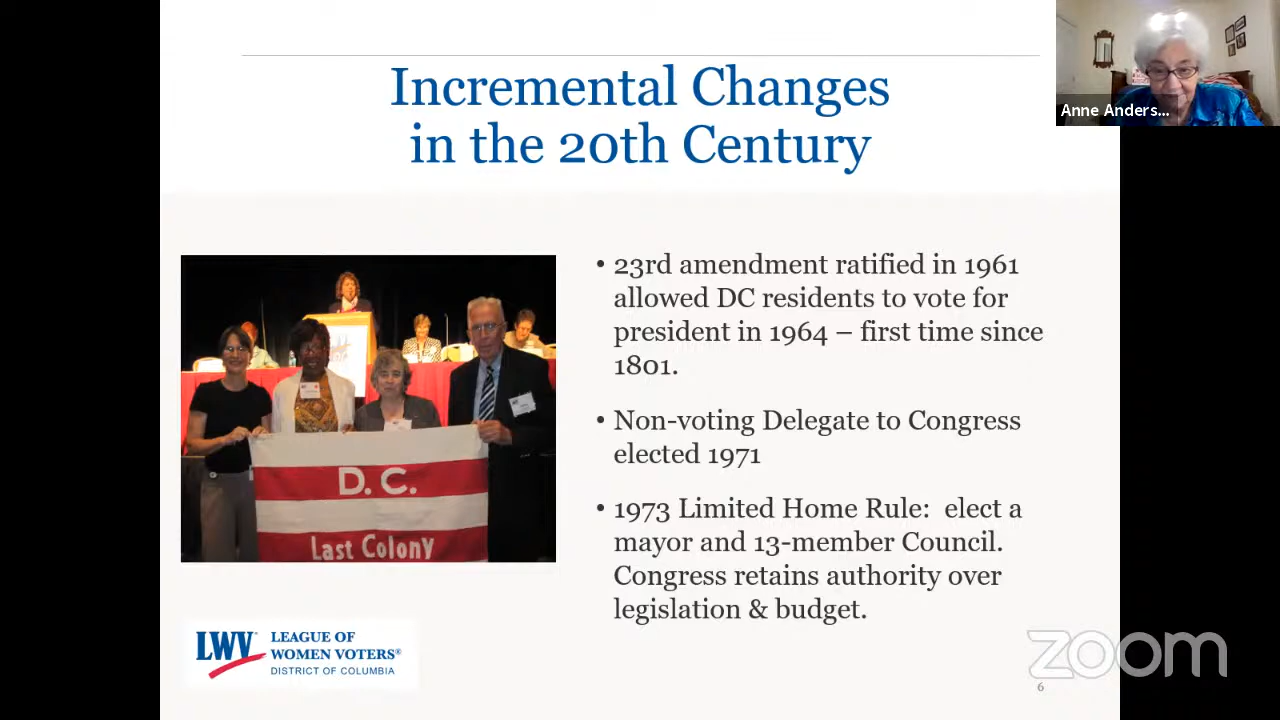 Incremental Changes
in the 20th Century
Anne Anders...
• 23rd amendment ratified in 1961
allowed DC residents to vote for
president in 1964 – first time since
1801.
• Non-voting Delegate to Congress
elected 1971
• 1973 Limited Home Rule:  elect a
mayor and 13-member Council.
Congress retains authority over
legislation & budget.
D. C.
Last Colony
LWV® LEAGUE OF
WOMEN VOTERS®
DISTRICT OF COLUMBIA
zoom
6